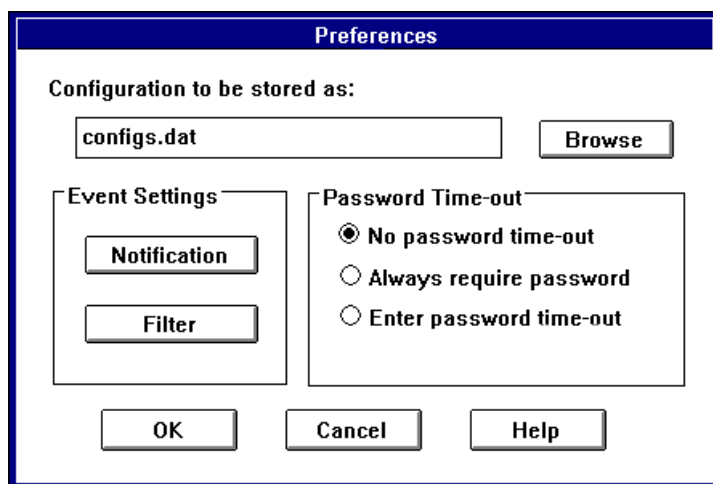 Preferences
Configuration to be stored as:
configs.dat
Browse
Event Settings
Notification
Filter
Password Time-out
No password time-out
Always require password
Enter password time-out
OK
Cancel
Help